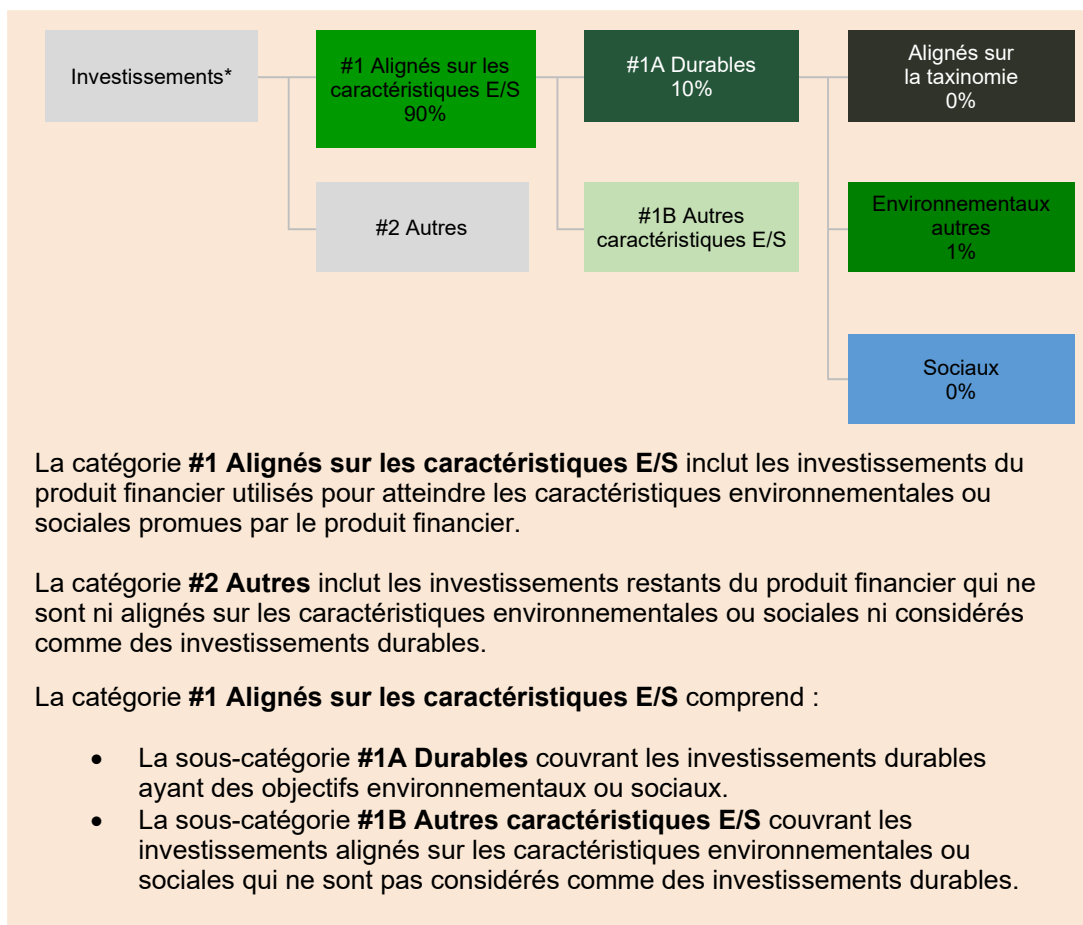 Investissements*
#1 Alignés sur les
caractéristiques E/S
90%
#1A Durables
10%
Alignés sur
la taxinomie
0%
#2 Autres
#1B Autres
caractéristiques E/S
Environnementaux
autres
1%
Sociaux
0%
La catégorie #1 Alignés sur les caractéristiques E/S inclut les investissements du
produit financier utilisés pour atteindre les caractéristiques environnementales ou
sociales promues par le produit financier.
La catégorie #2 Autres inclut les investissements restants du produit financier qui ne
sont ni alignés sur les caractéristiques environnementales ou sociales ni considérés
comme des investissements durables.
La catégorie #1 Alignés sur les caractéristiques E/S comprend :
• La sous-catégorie #1A Durables couvrant les investissements durables
ayant des objectifs environnementaux ou sociaux.
• La sous-catégorie #1B Autres caractéristiques E/S couvrant les
investissements alignés sur les caractéristiques environnementales ou
sociales qui ne sont pas considérés comme des investissements durables.